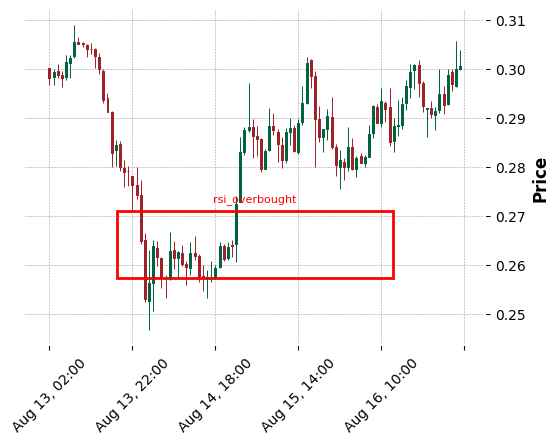 0.31
0.30
0.29
0.28
rsi_overbought
0.27
0.26
0.25
Price
Aug 13, 02:00
Aug 13, 22:00
Aug 14, 18:00
Aug 15, 14:00
Aug 16, 10:00